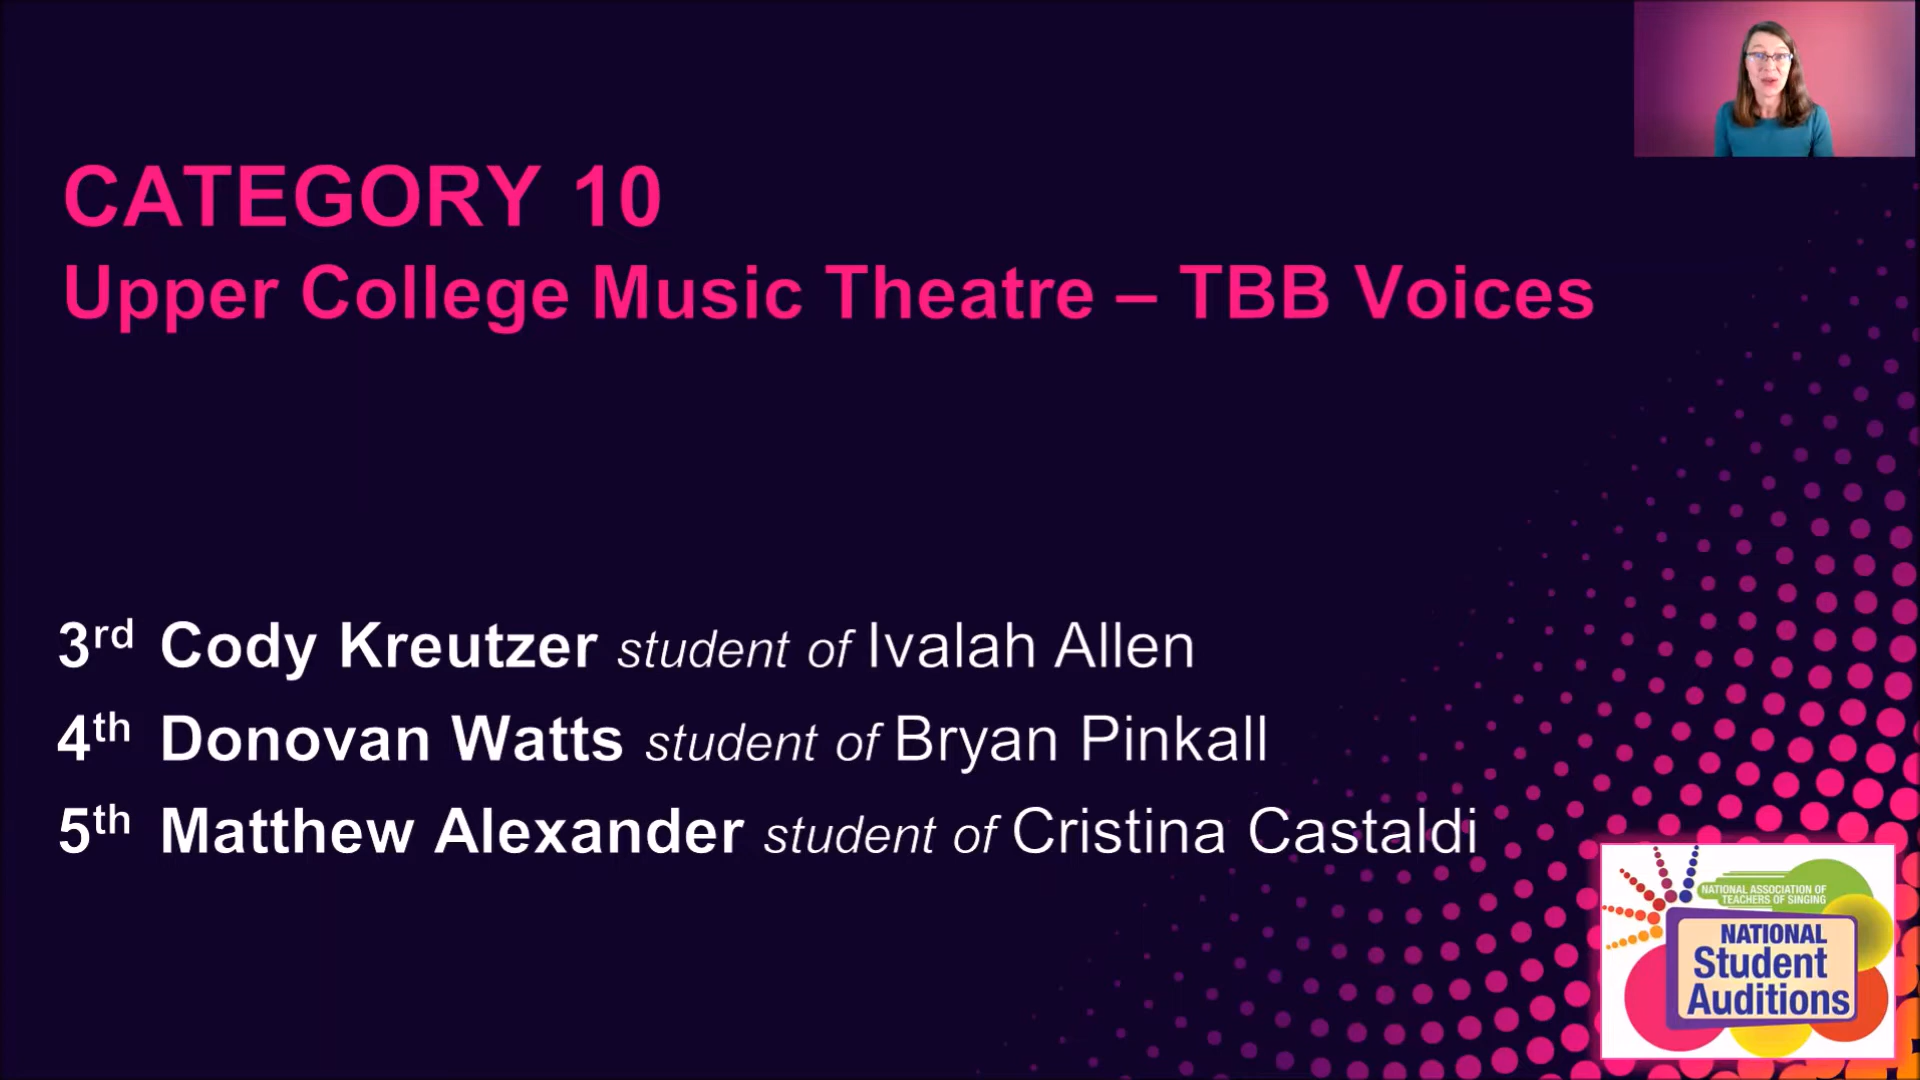 CATEGORY 10
Upper College Music Theatre – TBB Voices
3rd Cody Kreutzer student of Ivalah Allen
4th Donovan Watts student of Bryan Pinkall
5th Matthew Alexander student of Cristina Castaldi
NATIONAL ASSOCIATION OF
TEACHERS OF SINGING
NATIONAL
Student
Auditions